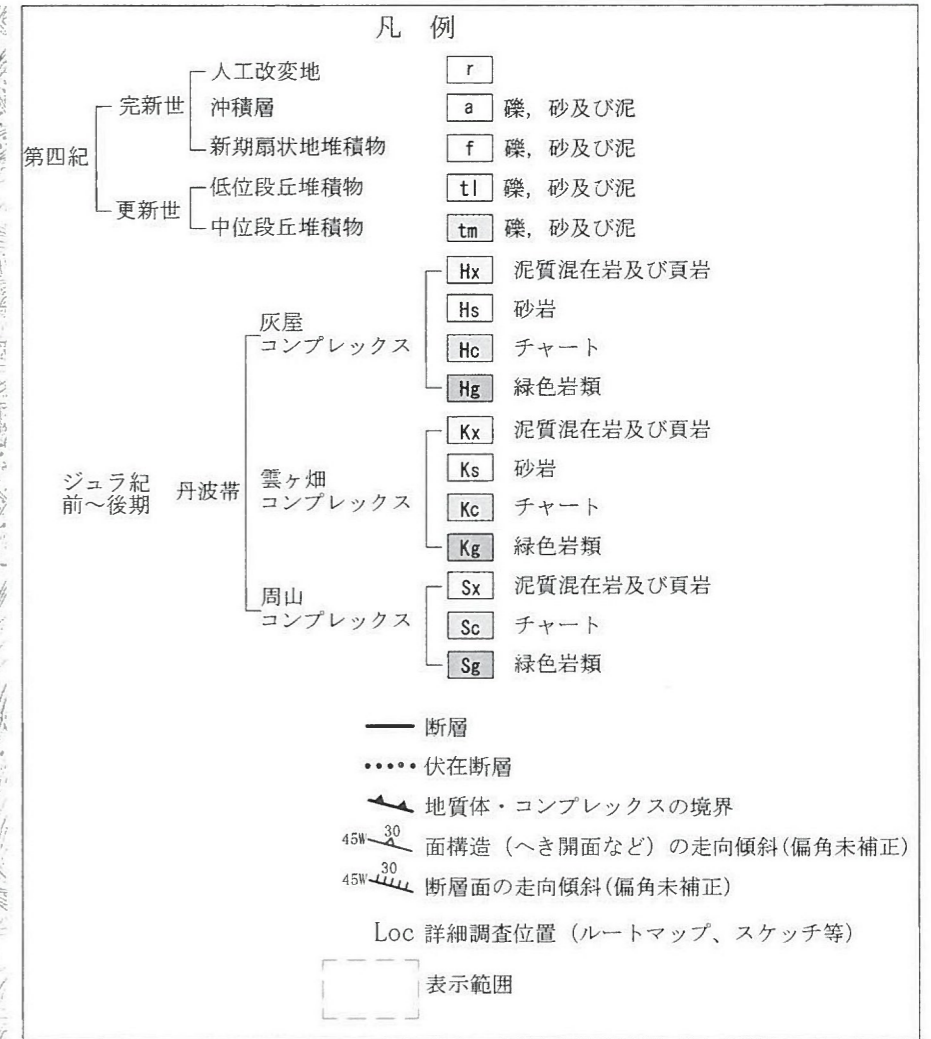 凡 例
人工改変地 r
完新世
沖積層 a 礫, 砂及び泥
第四紀
新期扇状地堆積物 f 礫, 砂及び泥
低位段丘堆積物 tl 礫, 砂及び泥
更新世
中位段丘堆積物 tm 礫, 砂及び泥
Hx 泥質混在岩及び頁岩
灰屋
コンプレックス
Hs 砂岩
Hc チャート
Hg 緑色岩類
ジュラ紀
前~後期
丹波帯
Kx 泥質混在岩及び頁岩
雲ヶ畑
コンプレックス
Ks 砂岩
Kc チャート
Kg 緑色岩類
周山
コンプレックス
Sx 泥質混在岩及び頁岩
Sc チャート
Sg 緑色岩類
断層
伏在断層
地質体・コンプレックスの境界
45W 30 面構造 (へき開面など) の走向傾斜(偏角未補正)
45W 30 断層面の走向傾斜(偏角未補正)
Loc 詳細調査位置 (ルートマップ、スケッチ等)
表示範囲